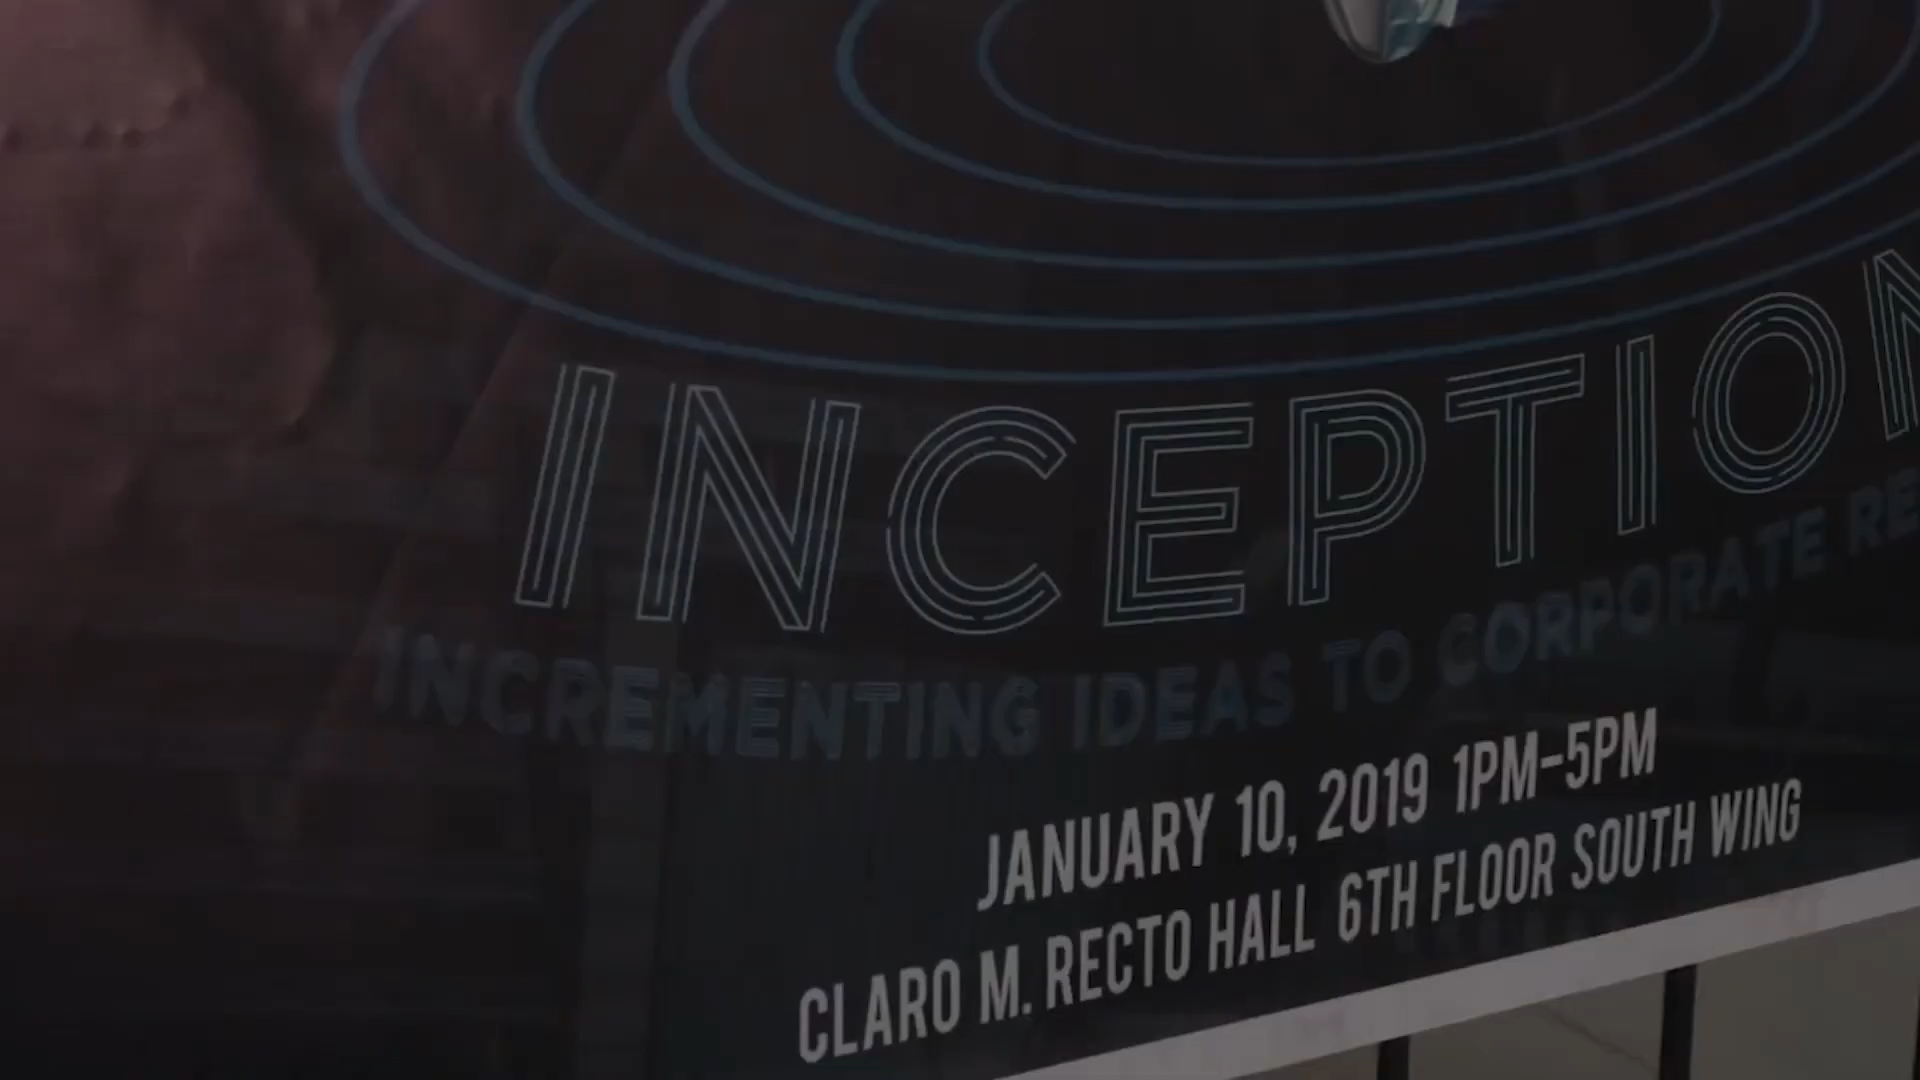 INCEPTION
INCREMENTING IDEAS TO CORPORATE
JANUARY 10, 2019 1PM-5PM
CLARO M. RECTO HALL 6TH FLOOR SOUTH WING